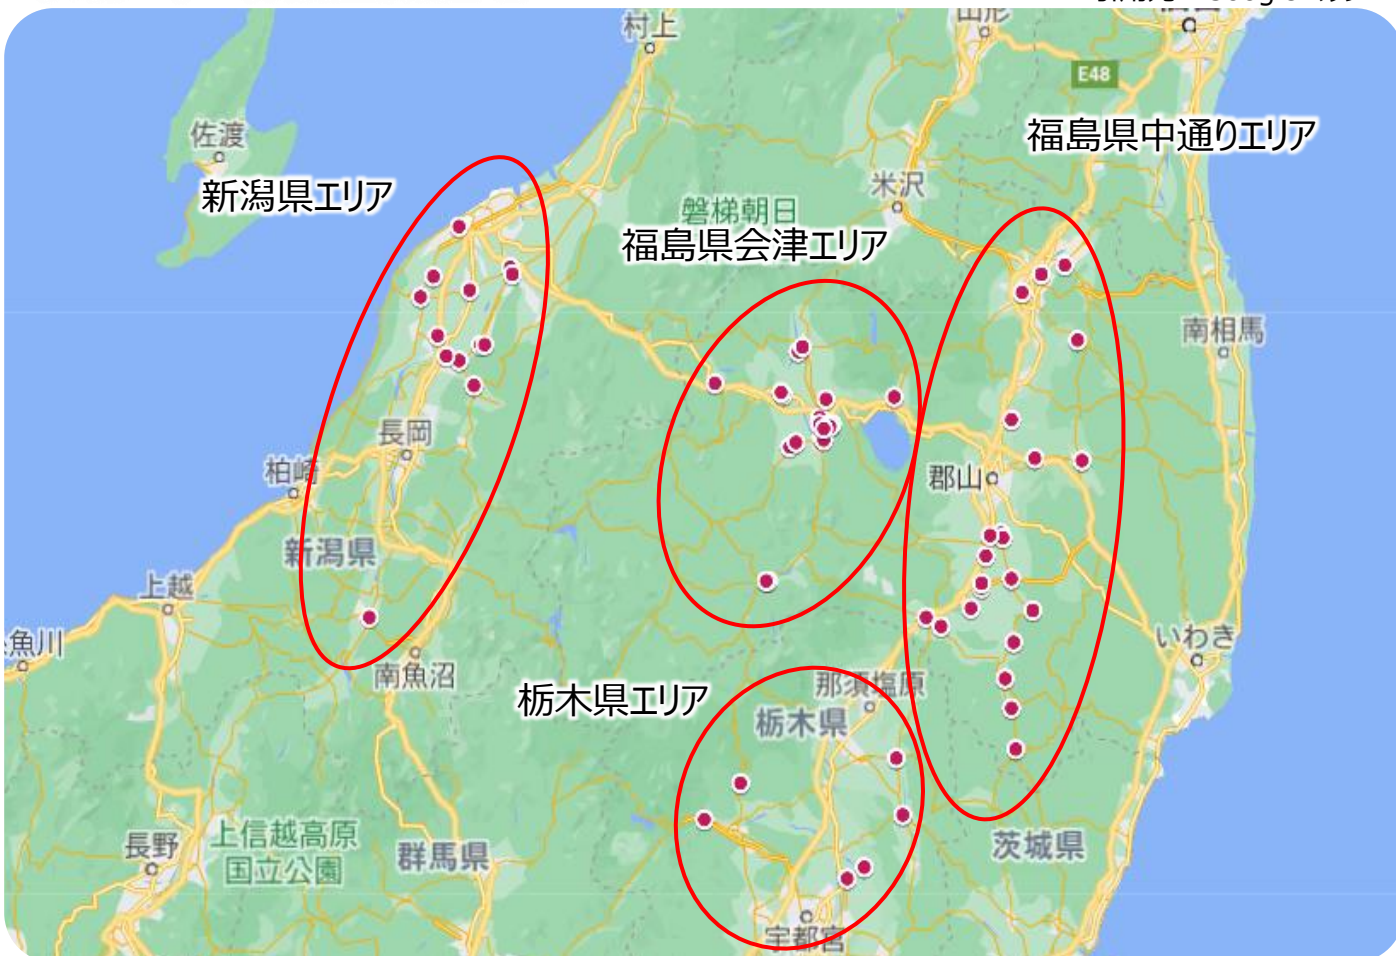 村上
山形
E48
佐渡
福島県中通りエリア
新潟県エリア
米沢
磐梯朝日
福島県会津エリア
南相馬
長岡
柏崎
郡山
新潟県
上越
魚川
いわき
南魚沼
栃木県エリア
那須塩原
栃木県
上信越高原
国立公園
長野
群馬県
茨城県
宇都宮